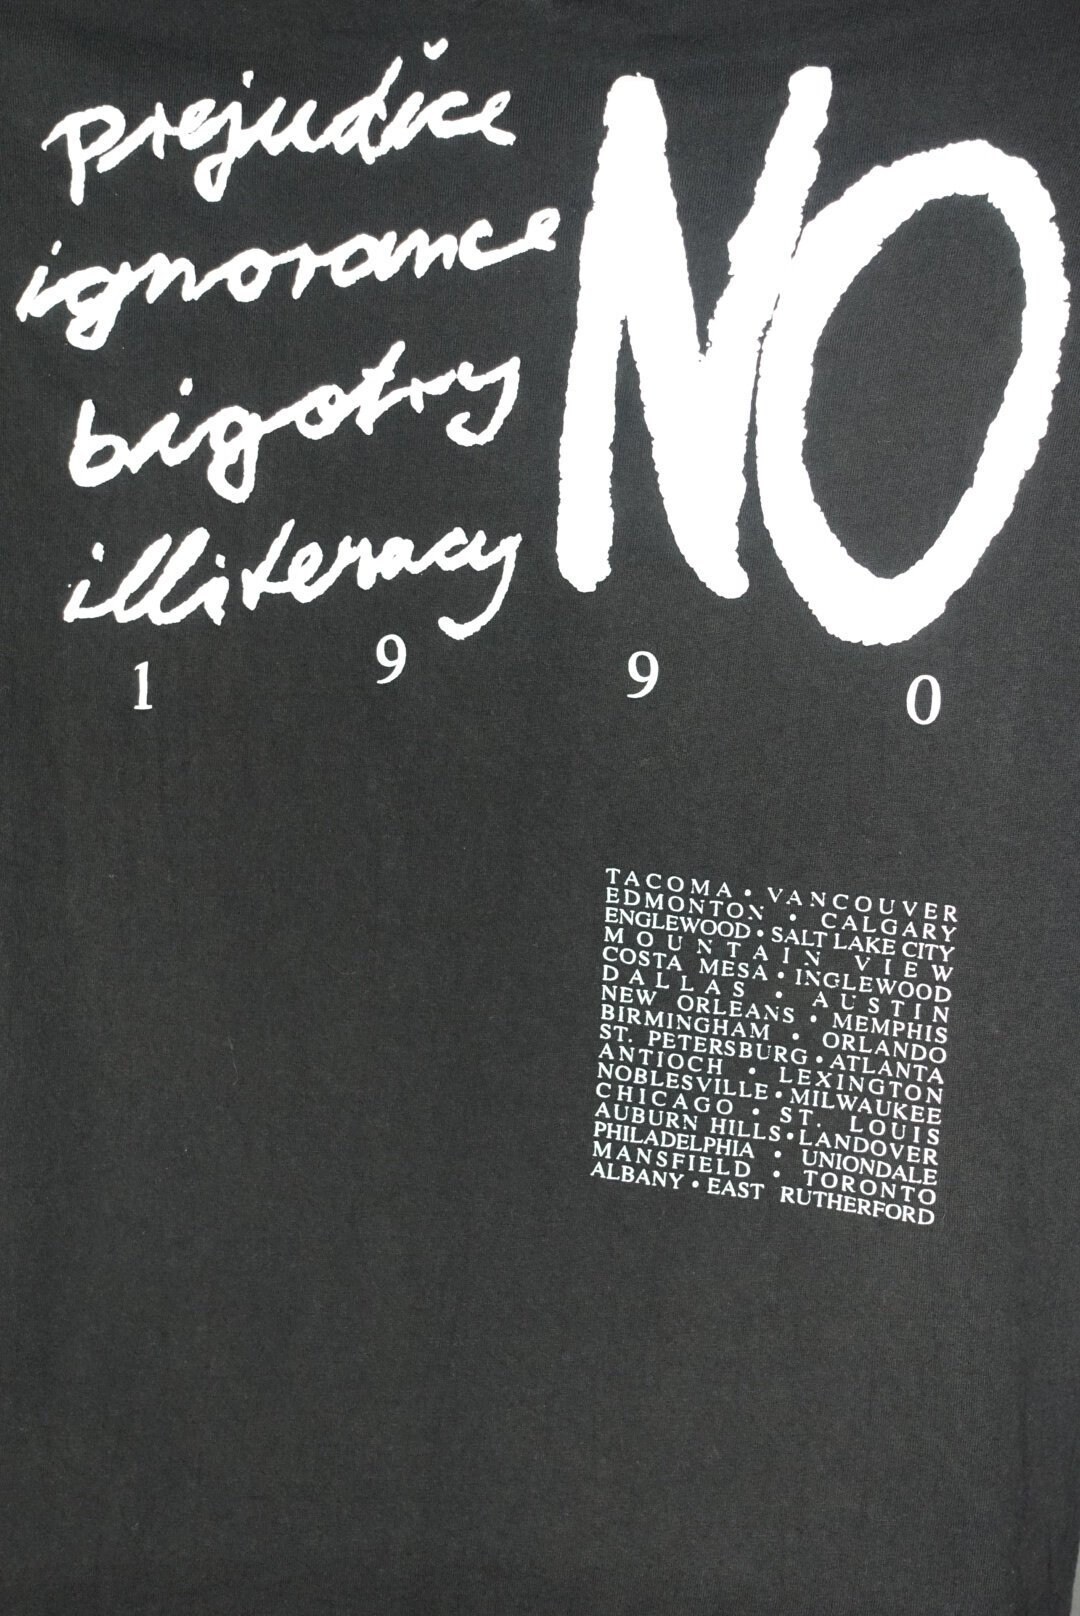 prejudice
ignorance
bigotry
illiteracy
NO
1 9 9 0
TACOMA • VANCOUVER
EDMONTON • CALGARY
ENGLEWOOD • SALT LAKE CITY
MOUNTAIN VIEW
COSTA MESA • INGLEWOOD
DALLAS • AUSTIN
NEW ORLEANS • MEMPHIS
BIRMINGHAM • ORLANDO
ST. PETERSBURG • ATLANTA
ANTIOCH • LEXINGTON
NOBLESVILLE • MILWAUKEE
CHICAGO • ST. LOUIS
AUBURN HILLS • LANDOVER
PHILADELPHIA • UNIONDALE
MANSFIELD • TORONTO
ALBANY • EAST RUTHERFORD